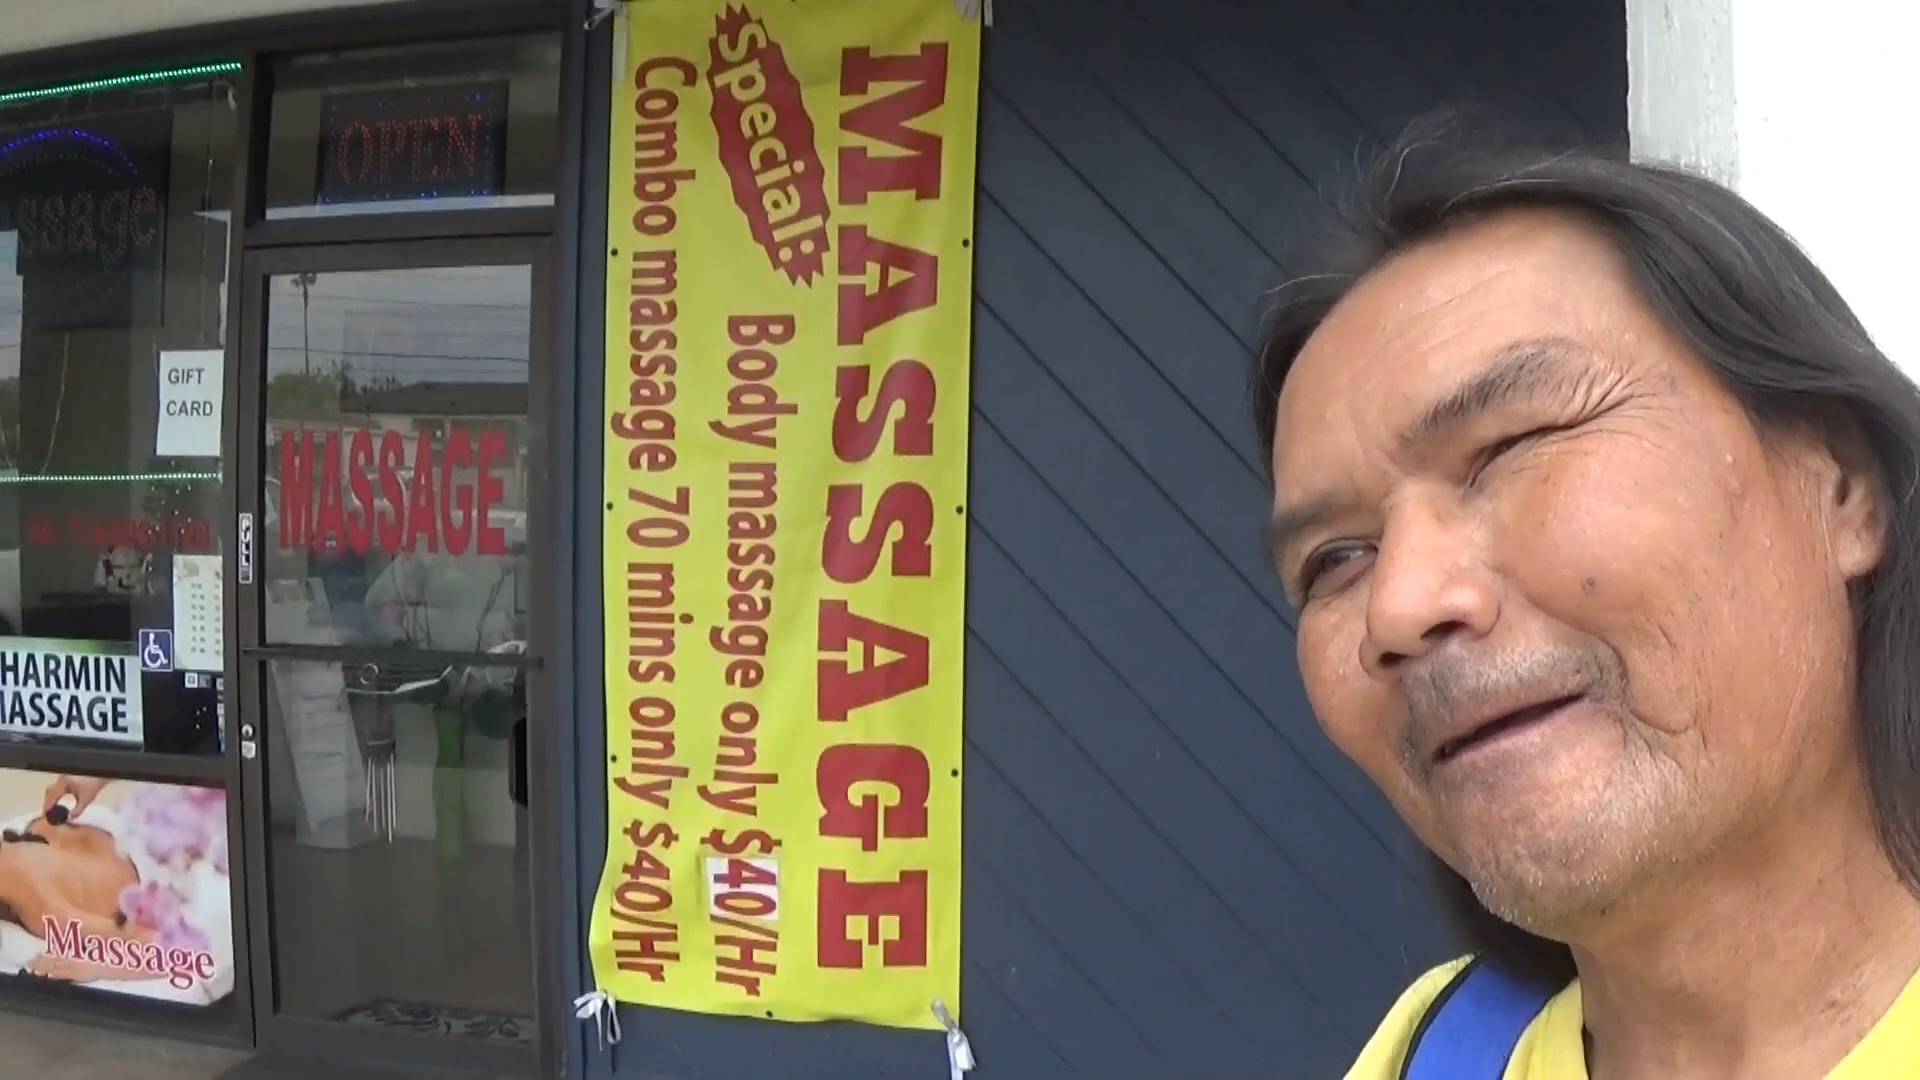 OPEN
ssage
GIFT
CARD
MASSAGE
PULL
HARMIN
MASSAGE
Massage
MASSAGE
Special:
Body massage only $40/Hr
Combo massage 70 mins only $40/Hr